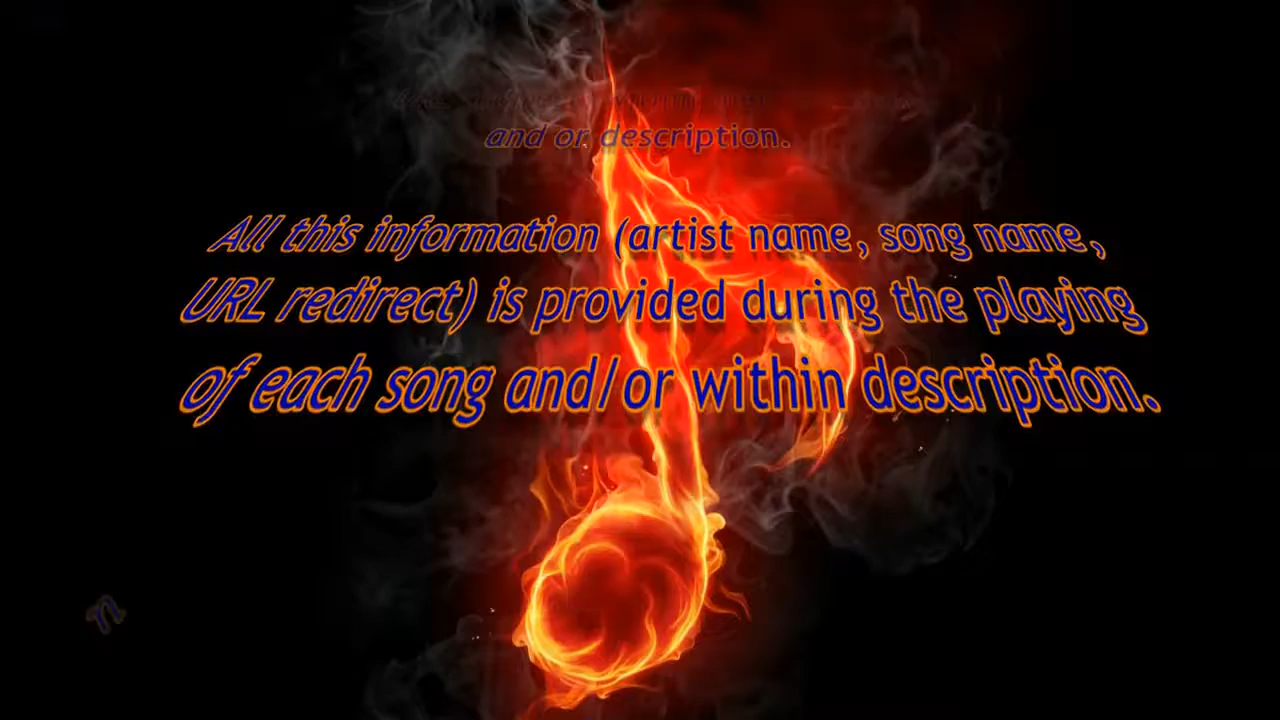 and or description.
All this information (artist name, song name,
URL redirect) is provided during the playing
of each song and/or within description.
n